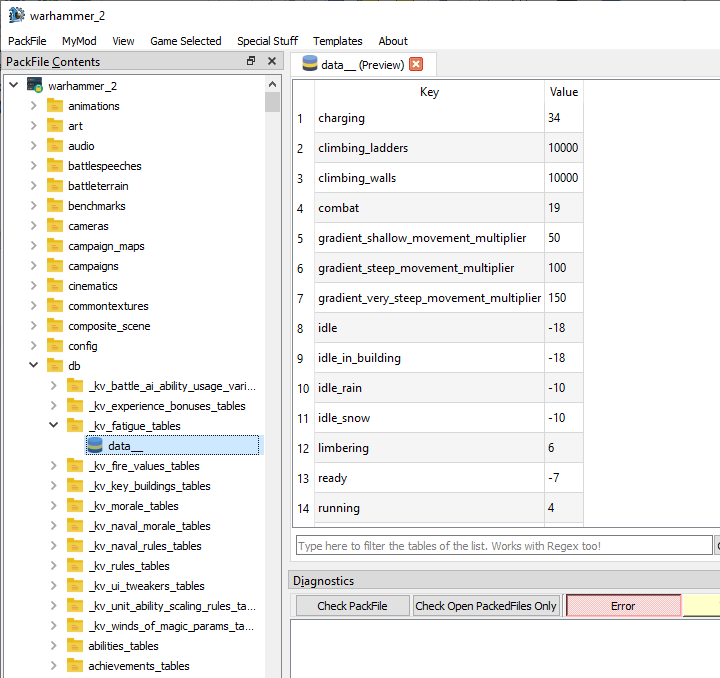 warhammer_2
PackFile MyMod View Game Selected Special Stuff Templates About
PackFile Contents
warhammer_2
animations
art
audio
battlespeeches
battleterrain
benchmarks
cameras
campaign_maps
campaigns
cinematics
commontextures
composite_scene
config
db
_kv_battle_ai_ability_usage_vari...
_kv_experience_bonuses_tables
_kv_fatigue_tables
data__
_kv_fire_values_tables
_kv_key_buildings_tables
_kv_morale_tables
_kv_naval_morale_tables
_kv_naval_rules_tables
_kv_rules_tables
_kv_ui_tweakers_tables
_kv_unit_ability_scaling_rules_ta...
_kv_winds_of_magic_params_ta...
abilities_tables
achievements_tables
data__ (Preview)
Key Value
1 charging 34
2 climbing_ladders 10000
3 climbing_walls 10000
4 combat 19
5 gradient_shallow_movement_multiplier 50
6 gradient_steep_movement_multiplier 100
7 gradient_very_steep_movement_multiplier 150
8 idle -18
9 idle_in_building -18
10 idle_rain -10
11 idle_snow -10
12 limbering 6
13 ready -7
14 running 4
Type here to filter the tables of the list. Works with Regex too!
Diagnostics
Check PackFile Check Open PackedFiles Only Error